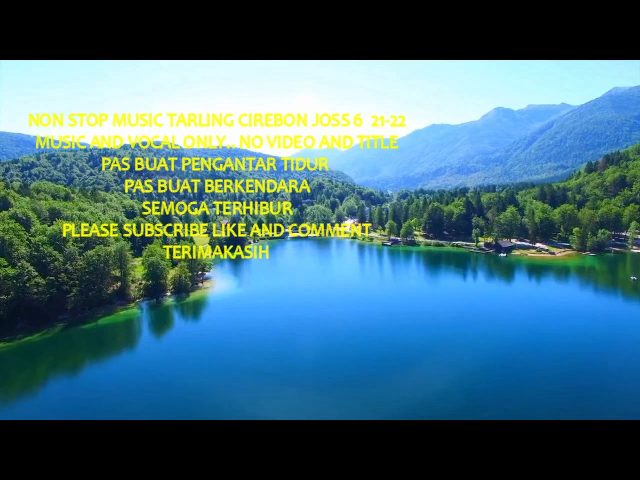 NON STOP MUSIC TARLING CIREBON JOSS 6 21-22
MUSIC AND VOCAL ONLY.. NO VIDEO AND TITLE
PAS BUAT PENGANTAR TIDUR
PAS BUAT BERKENDARA
SEMOGA TERHIBUR
PLEASE SUBSCRIBE LIKE AND COMMENT
TERIMAKASIH